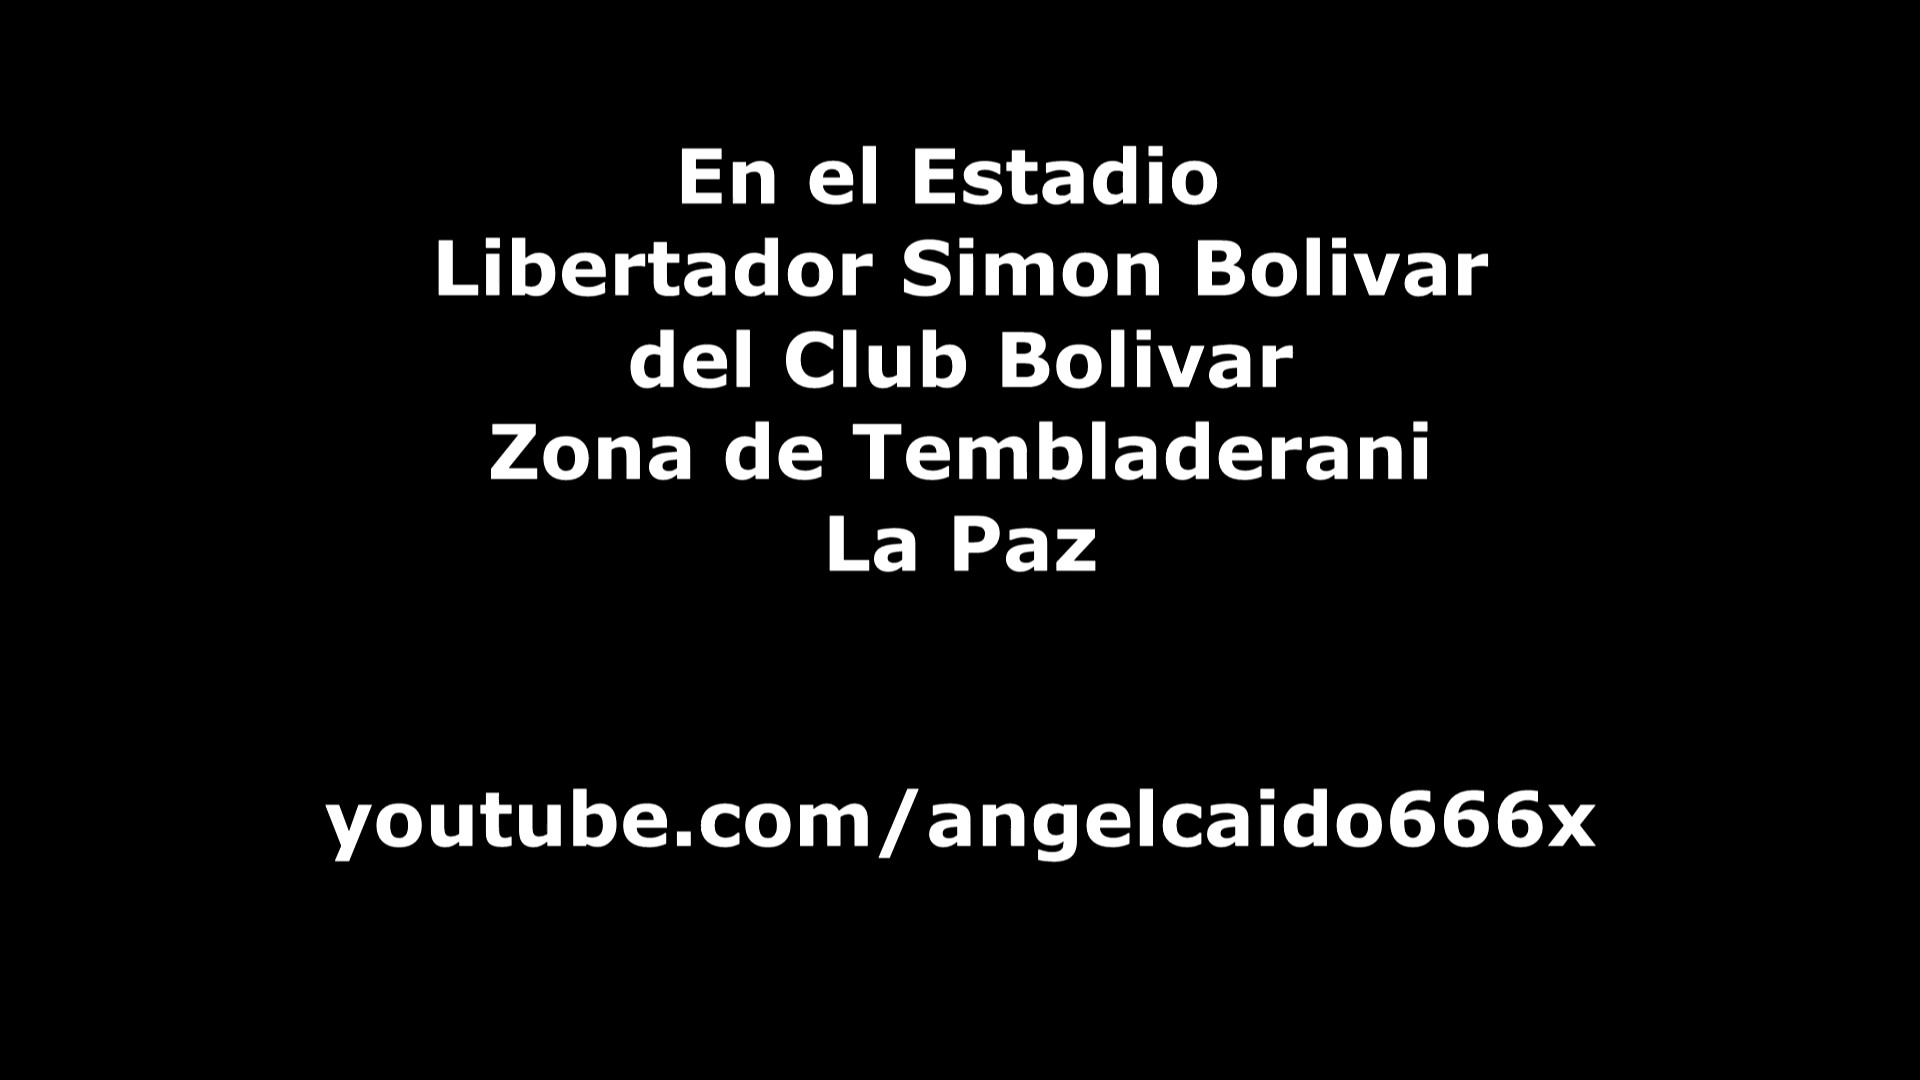 En el Estadio
Libertador Simon Bolivar
del Club Bolivar
Zona de Tembladerani
La Paz
youtube.com/angelcaido666x